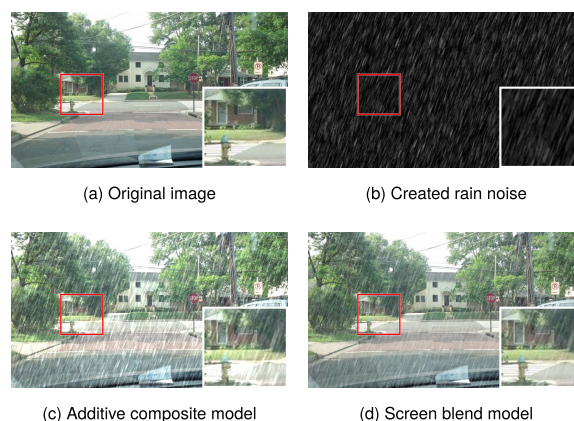 (a) Original image
(b) Created rain noise
(c) Additive composite model
(d) Screen blend model